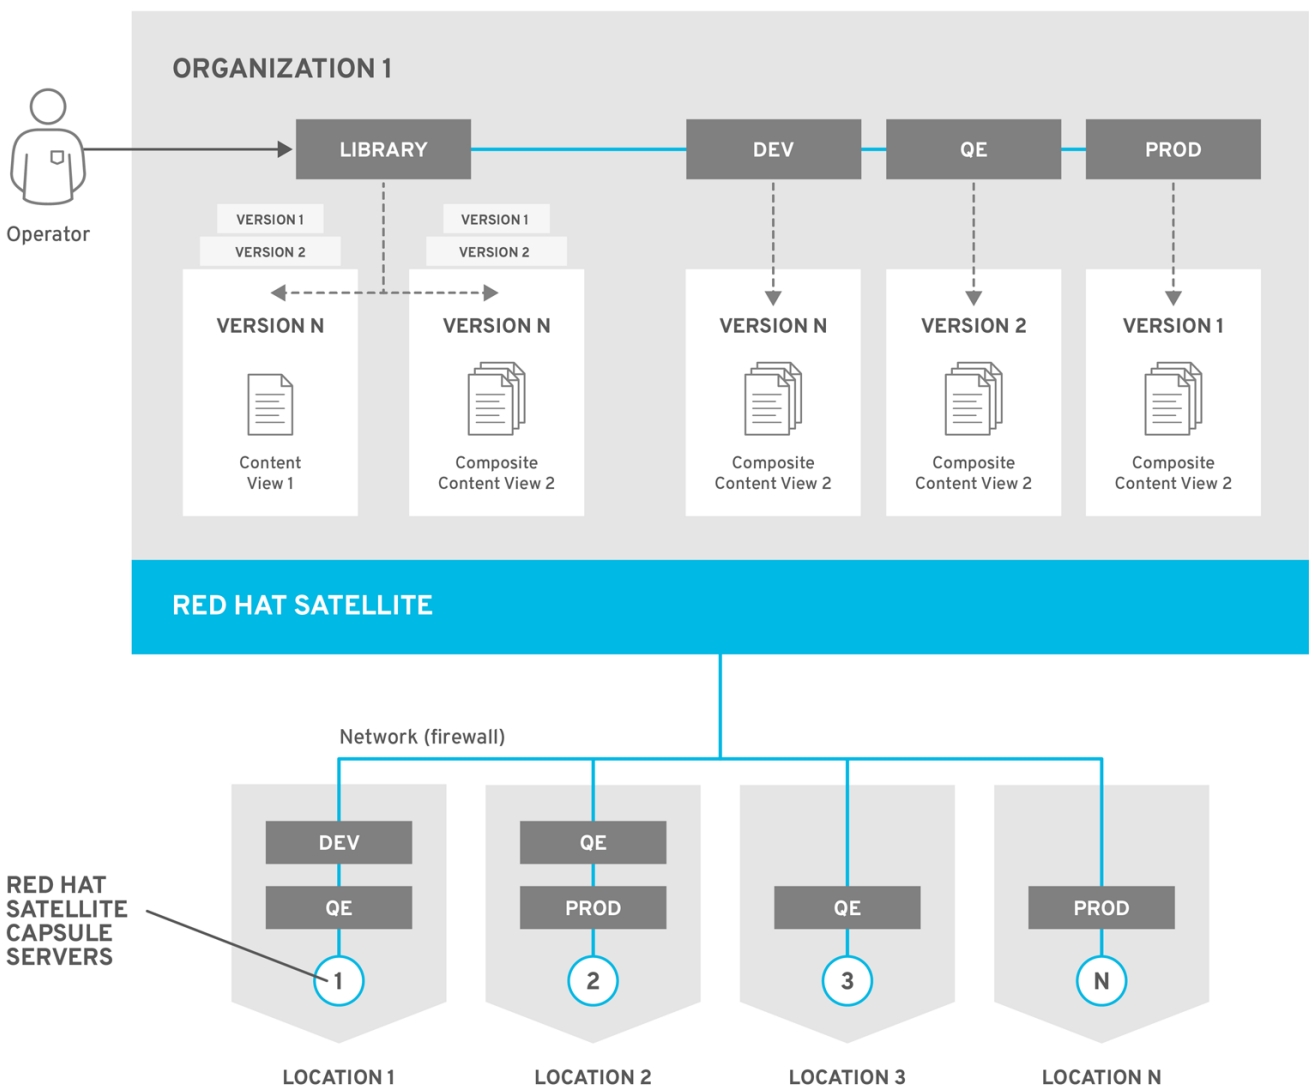 ORGANIZATION 1
LIBRARY
DEV
QE
PROD
Operator
VERSION 1
VERSION 2
VERSION 1
VERSION 2
VERSION N
Content
View 1
VERSION N
Composite
Content View 2
VERSION N
Composite
Content View 2
VERSION 2
Composite
Content View 2
VERSION 1
Composite
Content View 2
RED HAT SATELLITE
Network (firewall)
DEV
QE
1
LOCATION 1
QE
PROD
2
LOCATION 2
QE
3
LOCATION 3
PROD
N
LOCATION N
RED HAT
SATELLITE
CAPSULE
SERVERS